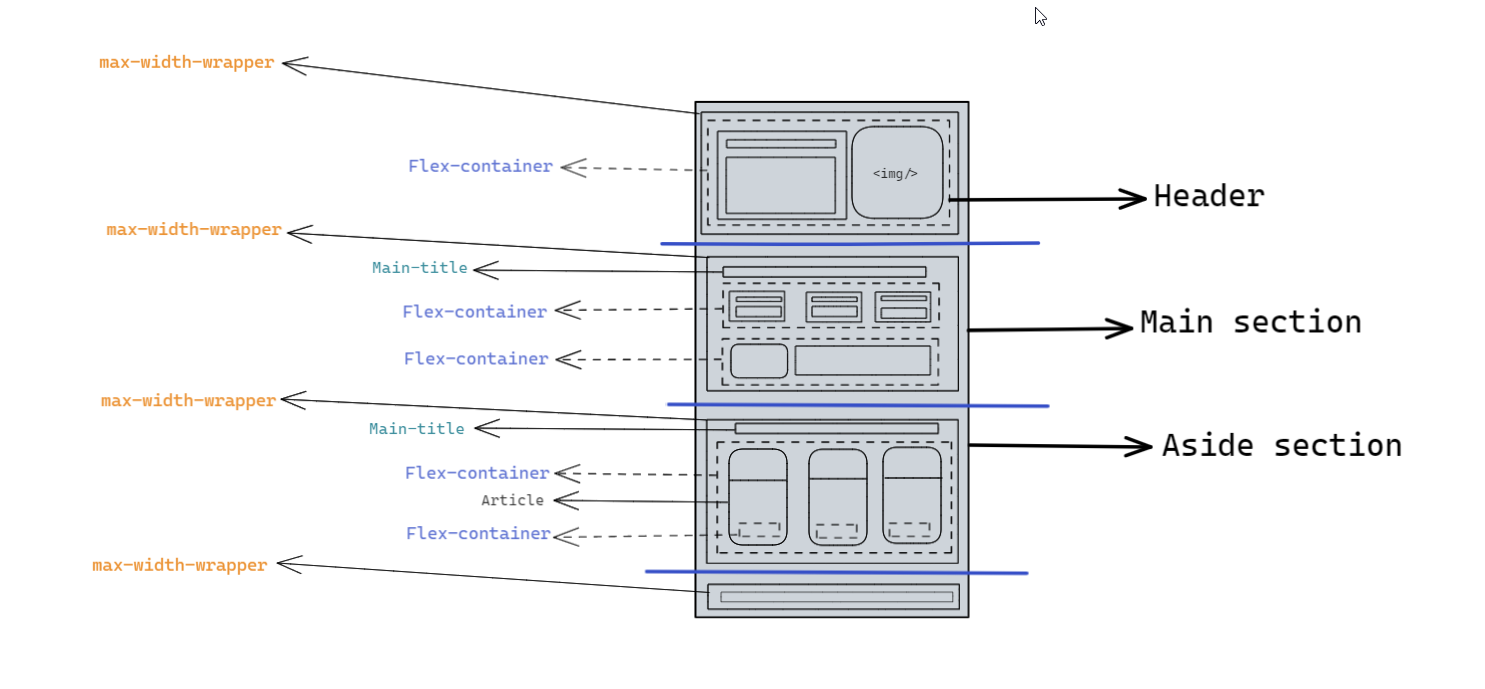 max-width-wrapper
Flex-container
<img/>
Header
max-width-wrapper
Main-title
Flex-container
Main section
Flex-container
max-width-wrapper
Main-title
Aside section
Flex-container
Article
Flex-container
max-width-wrapper